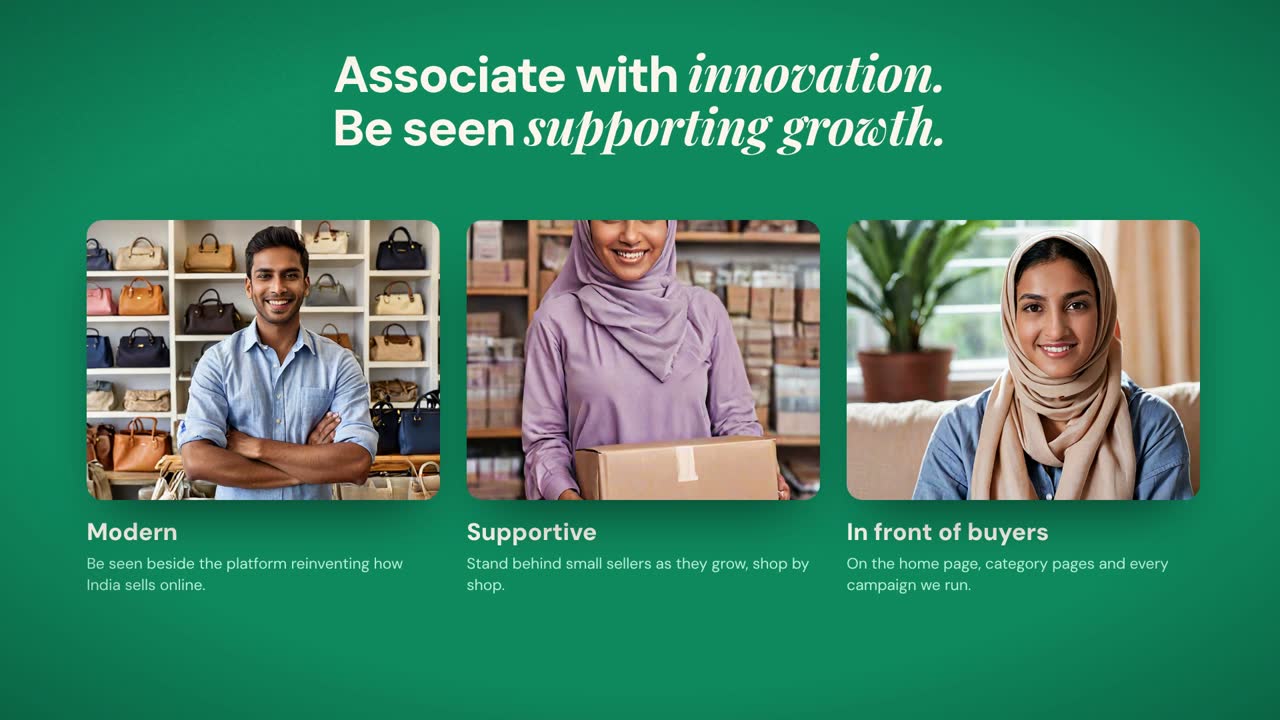 Associate with innovation.
Be seen supporting growth.
Modern
Be seen beside the platform reinventing how
India sells online.
Supportive
Stand behind small sellers as they grow, shop by
shop.
In front of buyers
On the home page, category pages and every
campaign we run.